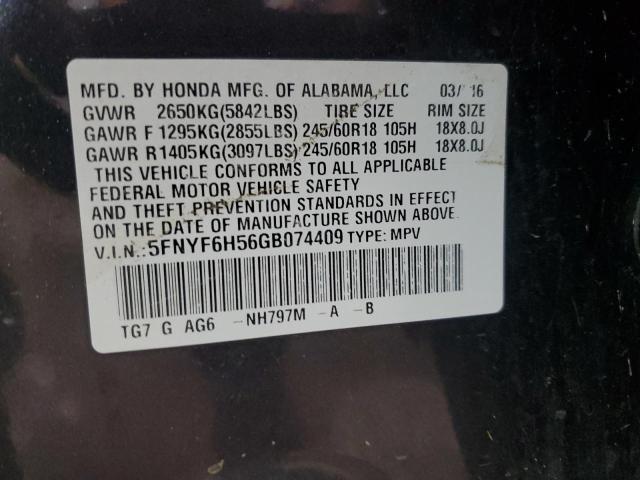 MFD. BY HONDA MFG. OF ALABAMA, LLC 03/ 16
GVWR 2650KG(5842LBS) TIRE SIZE RIM SIZE
GAWR F 1295KG(2855LBS) 245/60R18 105H 18X8.0J
GAWR R 1405KG(3097LBS) 245/60R18 105H 18X8.0J
THIS VEHICLE CONFORMS TO ALL APPLICABLE
FEDERAL MOTOR VEHICLE SAFETY
AND THEFT PREVENTION STANDARDS IN EFFECT
ON THE DATE OF MANUFACTURE SHOWN ABOVE.
V.I.N.: 5FNYF6H56GB074409 TYPE: MPV
TG7 G AG6 -NH797M -A -B